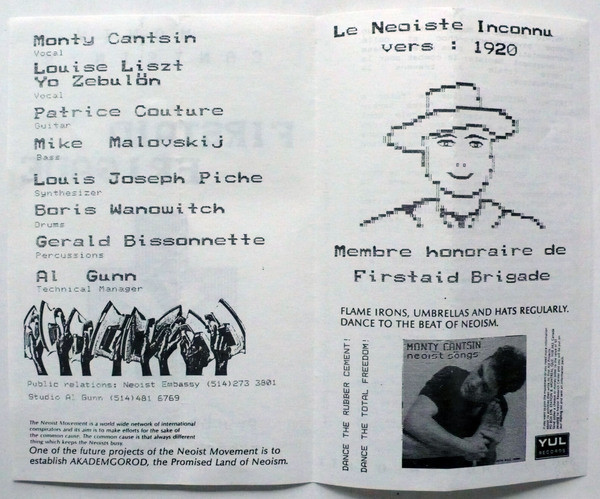 Monty Cantsin
Vocal
Louise Liszt
Yo Zebulön
Vocal
Patrice Couture
Guitar
Mike Malovskij
Bass
Louis Joseph Piche
Synthesizer
Boris Wanowitch
Drums
Gerald Bissonnette
Percussions
Al Gunn
Technical Manager
Public relations: Neoist Embassy (514)273 3801
Studio Al Gunn (514)481 6769
The Neoist Movement is a world wide network of international
conspirators and its aim is to make efforts for the sake of
the common cause. The common cause is that always different
thing which keeps the Neoists busy.
One of the future projects of the Neoist Movement is to
establish AKADEMGOROD, the Promised Land of Neoism.
Le Neoiste Inconnu
vers : 1920
Membre honoraire de
Firstaid Brigade
FLAME IRONS, UMBRELLAS AND HATS REGULARLY.
DANCE TO THE BEAT OF NEOISM.
DANCE THE RUBBER CEMENT!
DANCE THE TOTAL FREEDOM!
MONTY CANTSIN
neoist songs
YUL
RECORDS